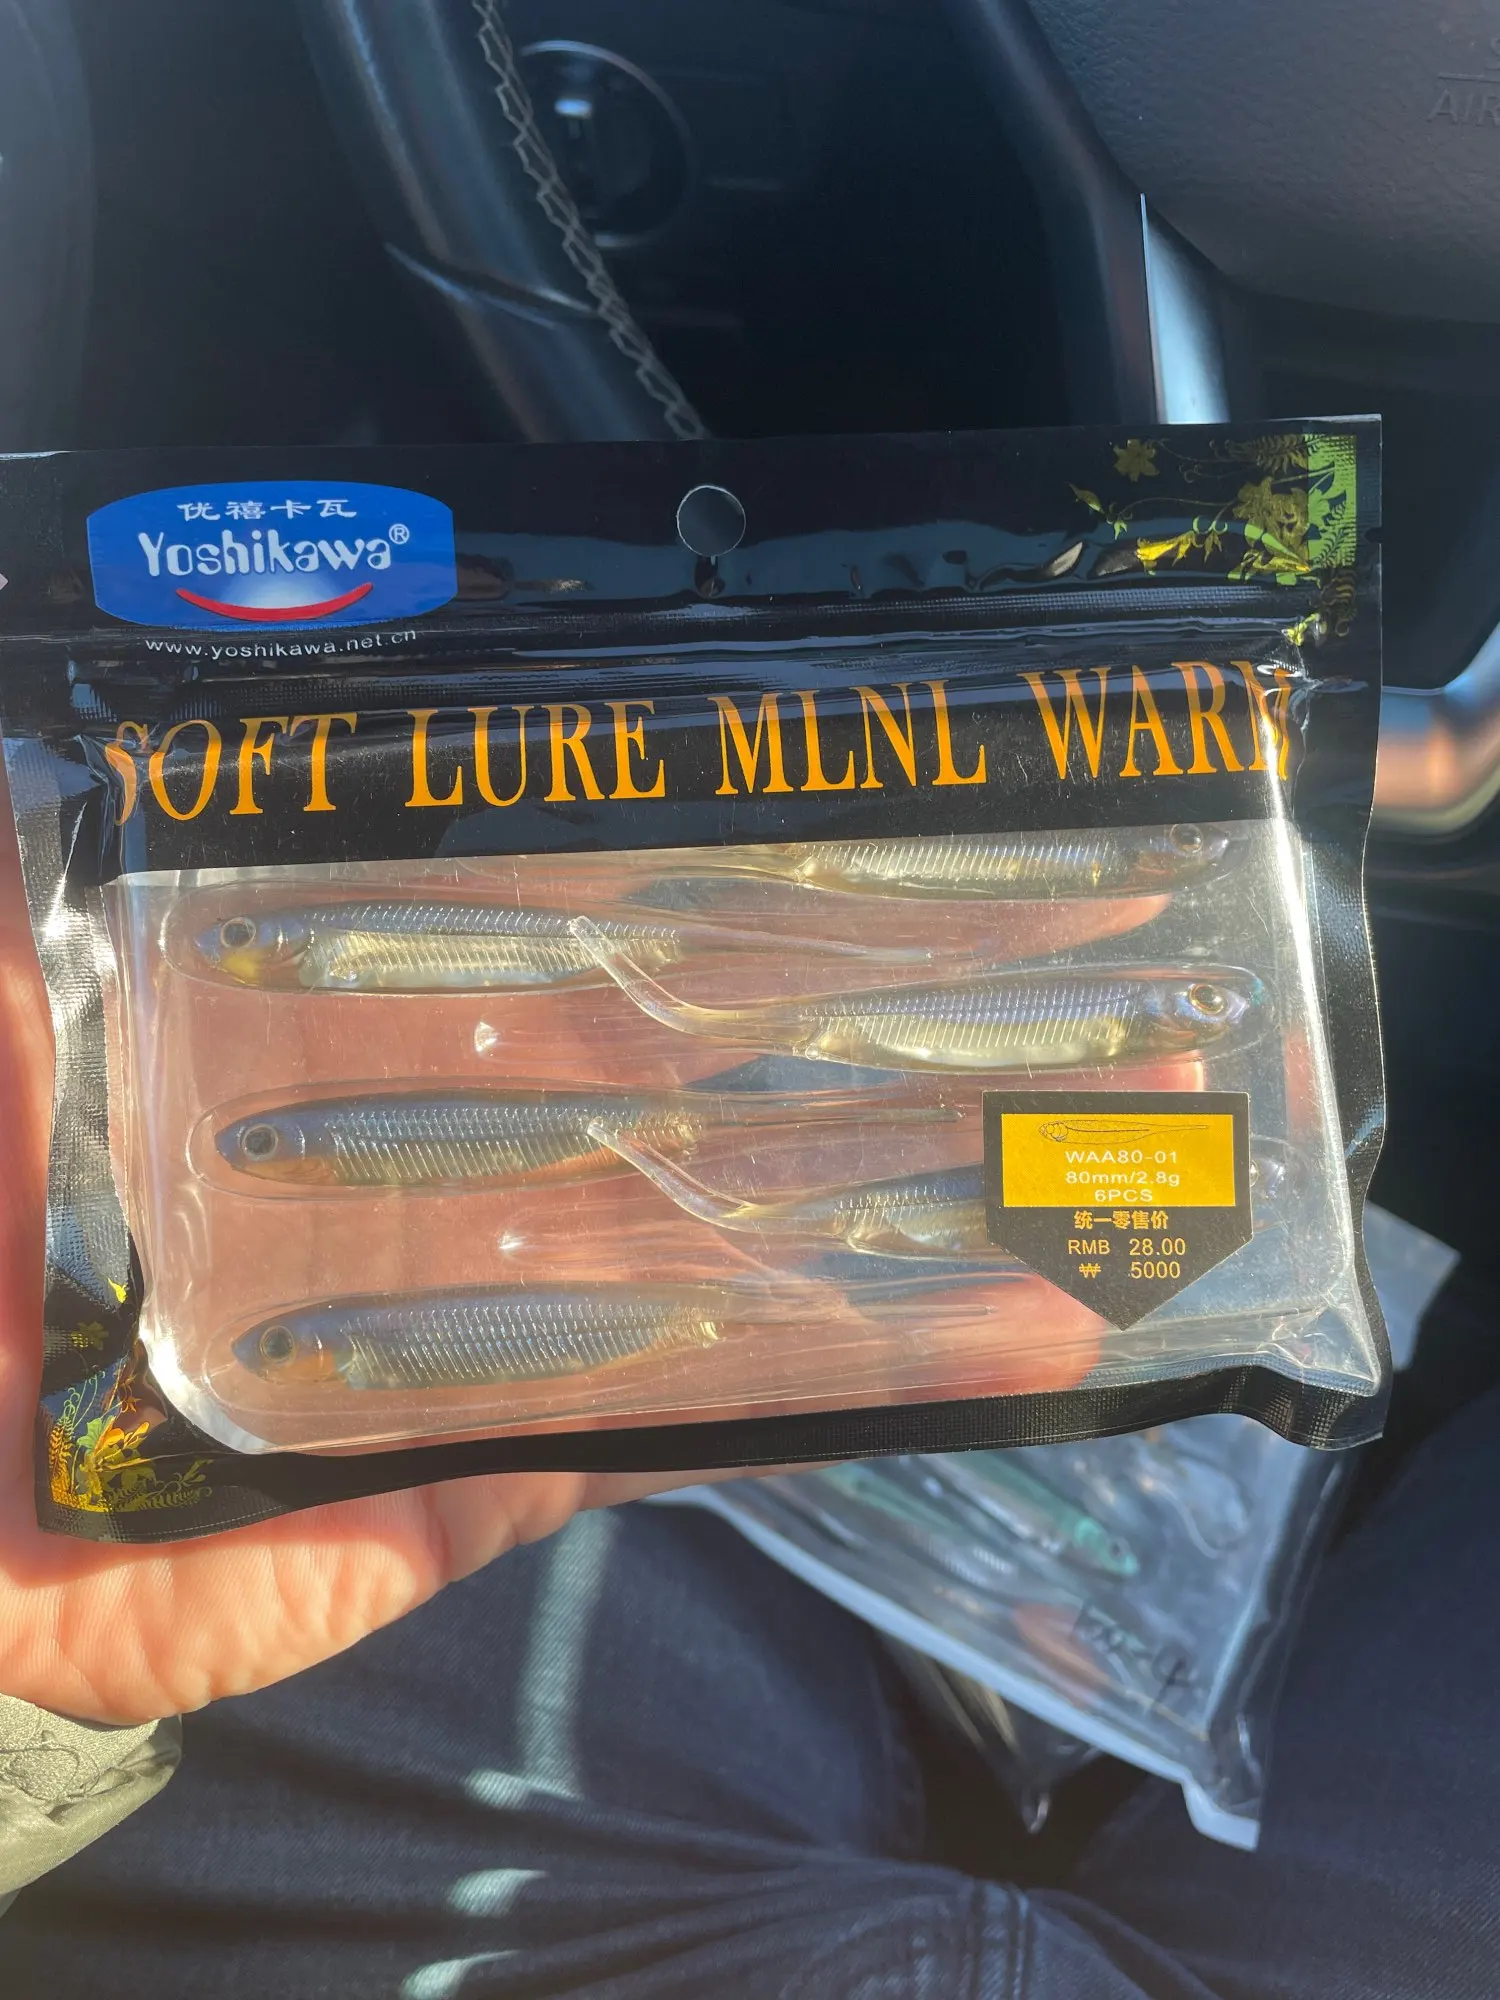 优禧卡瓦
Yoshikawa®
www.yoshikawa.net.cn
SOFT LURE MLNL WARM
WAA80-01
80mm/2.8g
6PCS
统一零售价
RMB 28.00
₩ 5000
AIR